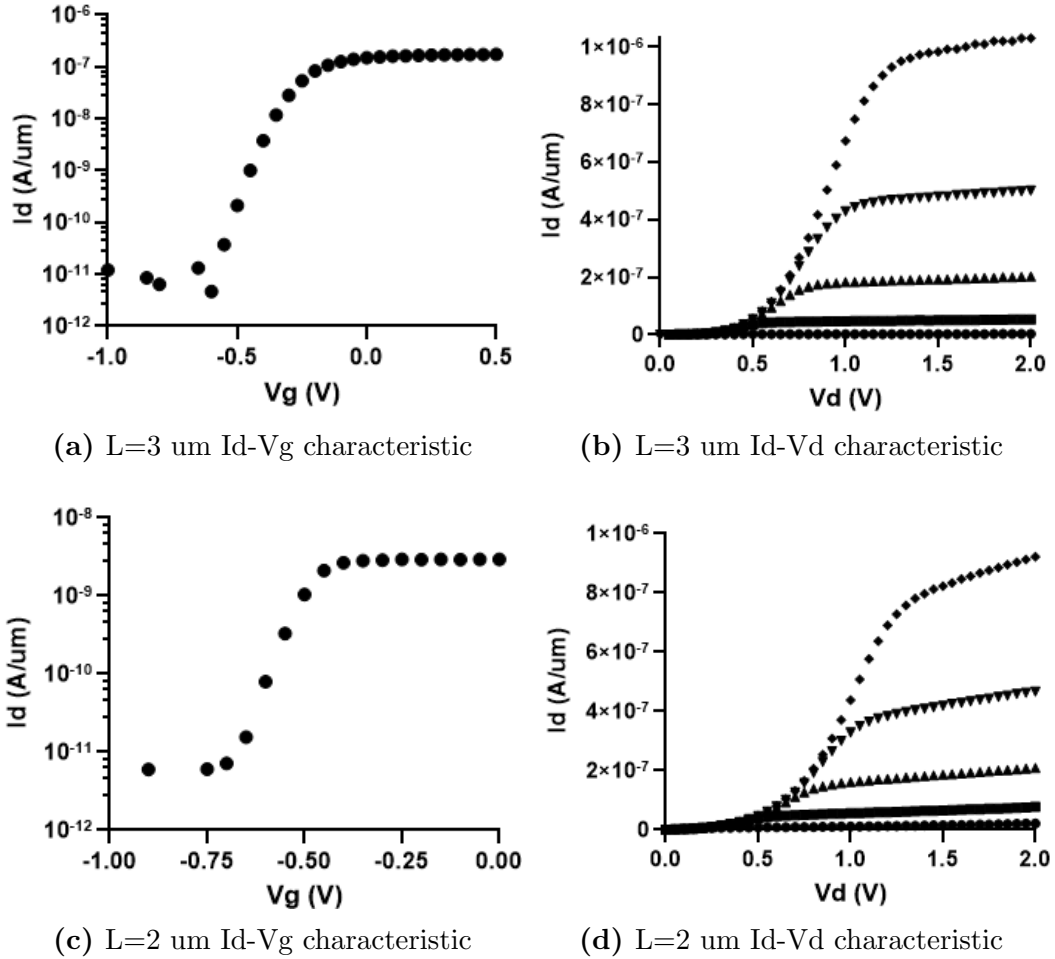 10-6
10-7
10-8
10-9
10-10
10-11
10-12
Id (A/um)
-1.0 -0.5 0.0 0.5
Vg (V)
1×10-6
8×10-7
6×10-7
4×10-7
2×10-7
0
Id (A/um)
0.0 0.5 1.0 1.5 2.0
Vd (V)
(a) L=3 um Id-Vg characteristic
(b) L=3 um Id-Vd characteristic
10-8
10-9
10-10
10-11
10-12
Id (A/um)
-1.00 -0.75 -0.50 -0.25 0.00
Vg (V)
1×10-6
8×10-7
6×10-7
4×10-7
2×10-7
0
Id (A/um)
0.0 0.5 1.0 1.5 2.0
Vd (V)
(c) L=2 um Id-Vg characteristic
(d) L=2 um Id-Vd characteristic